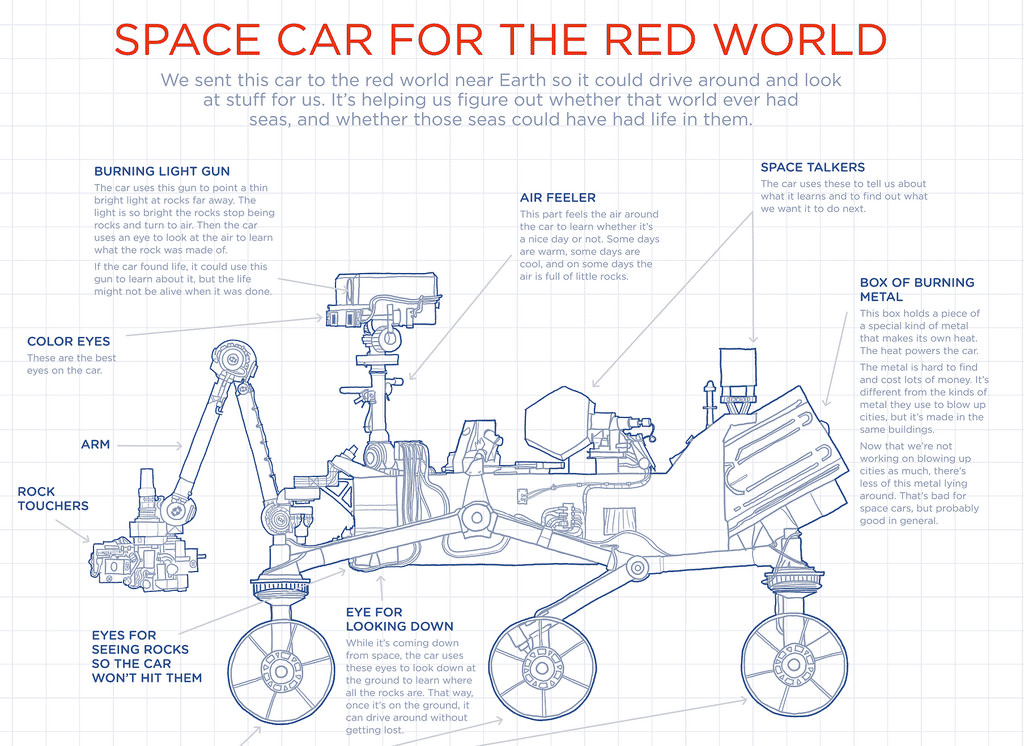 SPACE CAR FOR THE RED WORLD
We sent this car to the red world near Earth so it could drive around and look
at stuff for us. It’s helping us figure out whether that world ever had
seas, and whether those seas could have had life in them.
BURNING LIGHT GUN
The car uses this gun to point a thin
bright light at rocks far away. The
light is so bright the rocks stop being
rocks and turn to air. Then the car
uses an eye to look at the air to learn
what the rock was made of.
If the car found life, it could use this
gun to learn about it, but the life
might not be alive when it was done.
COLOR EYES
These are the best
eyes on the car.
ARM
ROCK
TOUCHERS
EYES FOR
SEEING ROCKS
SO THE CAR
WON’T HIT THEM
EYE FOR
LOOKING DOWN
While it’s coming down
from space, the car uses
these eyes to look down at
the ground to learn where
all the rocks are. That way,
once it’s on the ground, it
can drive around without
getting lost.
AIR FEELER
This part feels the air around
the car to learn whether it’s
a nice day or not. Some days
are warm, some days are
cool, and on some days the
air is full of little rocks.
SPACE TALKERS
The car uses these to tell us about
what it learns and to find out what
we want it to do next.
BOX OF BURNING
METAL
This box holds a piece of
a special kind of metal
that makes its own heat.
The heat powers the car.
The metal is hard to find
and cost lots of money. It’s
different from the kinds of
metal they use to blow up
cities, but it’s made in the
same buildings.
Now that we’re not
working on blowing up
cities as much, there’s
less of this metal lying
around. That’s bad for
space cars, but probably
good in general.